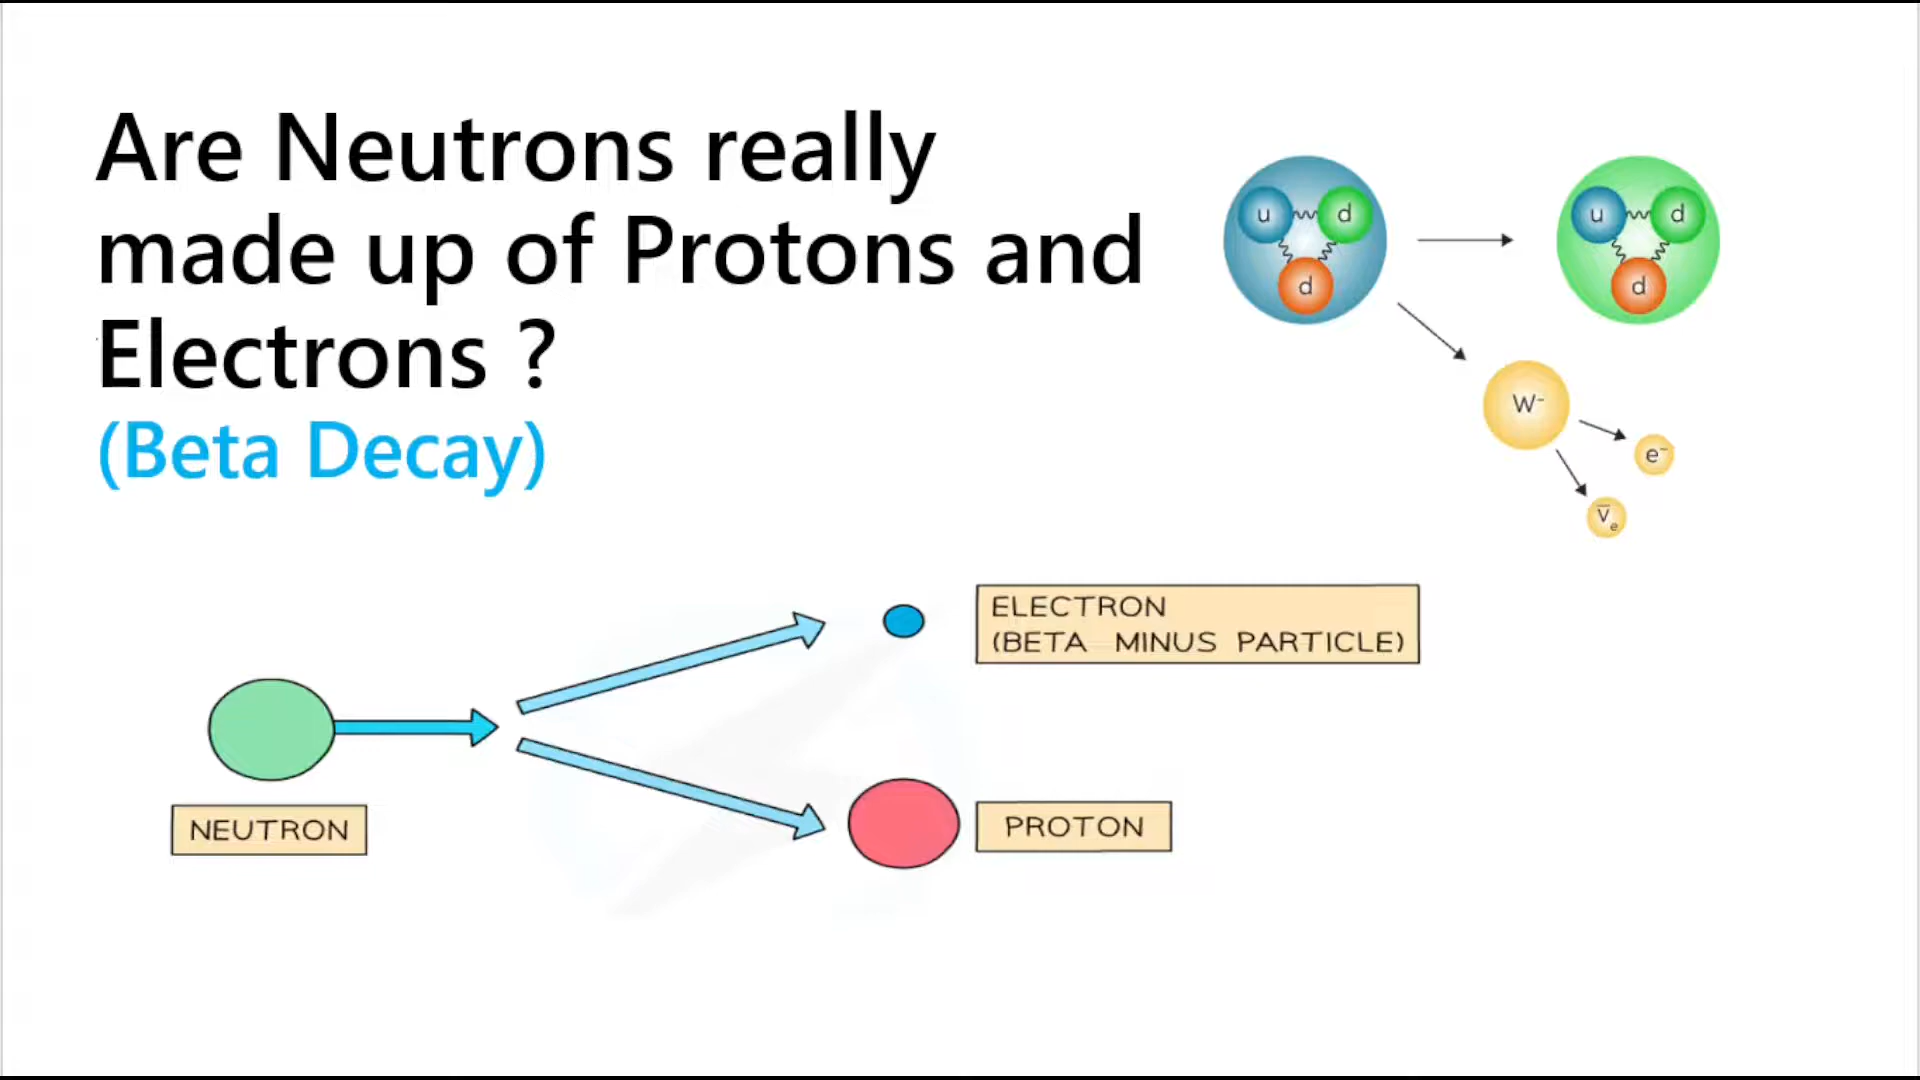 Are Neutrons really
made up of Protons and
Electrons ?
(Beta Decay)
u d
d
u d
d
W⁻
e⁻
v̅e
ELECTRON
(BETA MINUS PARTICLE)
NEUTRON
PROTON